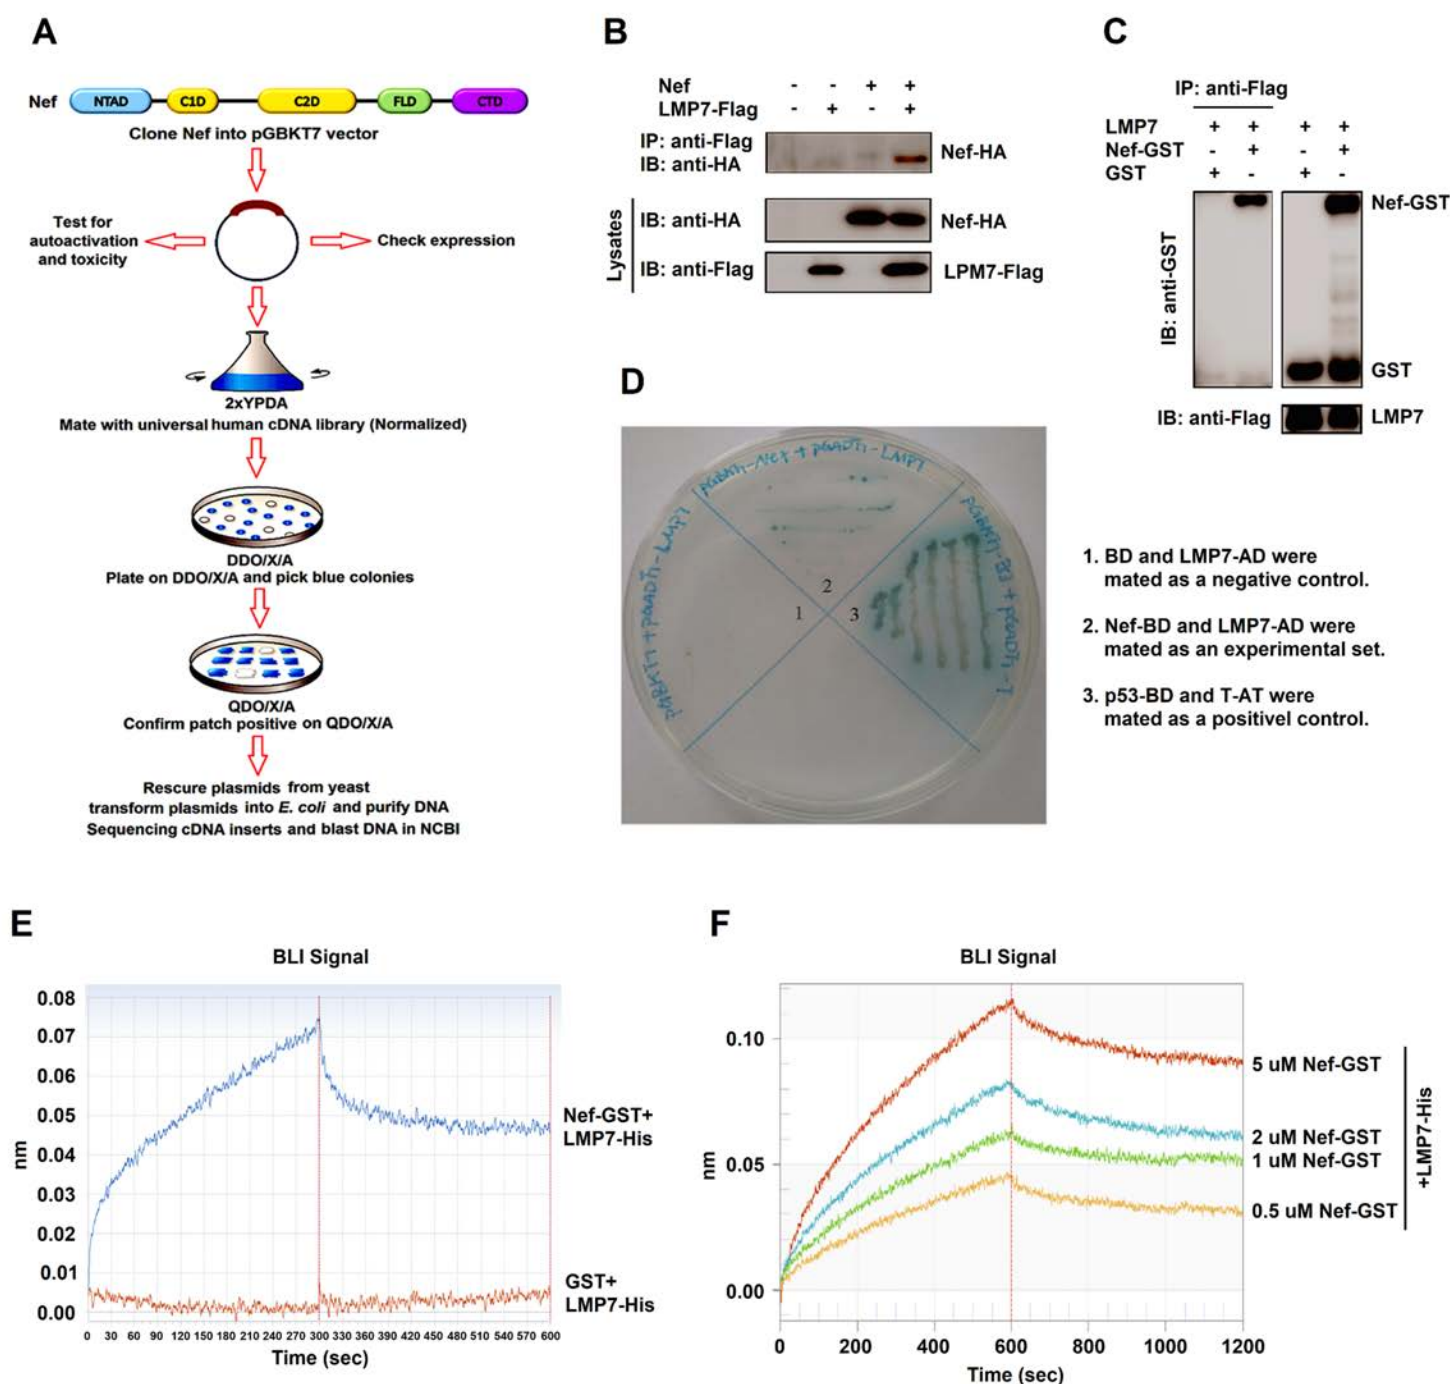 A
Nef
NTAD
C1D
C2D
FLD
CTD
Clone Nef into pGBKT7 vector
Test for
autoactivation
and toxicity
Check expression
2xYPDA
Mate with universal human cDNA library (Normalized)
DDO/X/A
Plate on DDO/X/A and pick blue colonies
QDO/X/A
Confirm patch positive on QDO/X/A
Rescure plasmids from yeast
transform plasmids into E. coli and purify DNA
Sequencing cDNA inserts and blast DNA in NCBI
B
Nef - - + +
LMP7-Flag - + - +
IP: anti-Flag
IB: anti-HA
Nef-HA
Lysates
IB: anti-HA
Nef-HA
IB: anti-Flag
LPM7-Flag
C
IP: anti-Flag
LMP7 + + + +
Nef-GST - + - +
GST + - + -
IB: anti-GST
Nef-GST
GST
IB: anti-Flag
LMP7
D
pGBKT7-Nef + pGADT7-LMP7
pGBKT7 + pGADT7-LMP7
pGBKT7-53 + pGADT7-T
1
2
3
1. BD and LMP7-AD were
mated as a negative control.
2. Nef-BD and LMP7-AD were
mated as an experimental set.
3. p53-BD and T-AT were
mated as a positivel control.
E
BLI Signal
nm
0.08
0.07
0.06
0.05
0.04
0.03
0.02
0.01
0.00
Nef-GST+
LMP7-His
GST+
LMP7-His
0 30 60 90 120 150 180 210 240 270 300 330 360 390 420 450 480 510 540 570 600
Time (sec)
F
BLI Signal
nm
0.10
0.05
0.00
5 uM Nef-GST
2 uM Nef-GST
1 uM Nef-GST
0.5 uM Nef-GST
+LMP7-His
0 200 400 600 800 1000 1200
Time (sec)